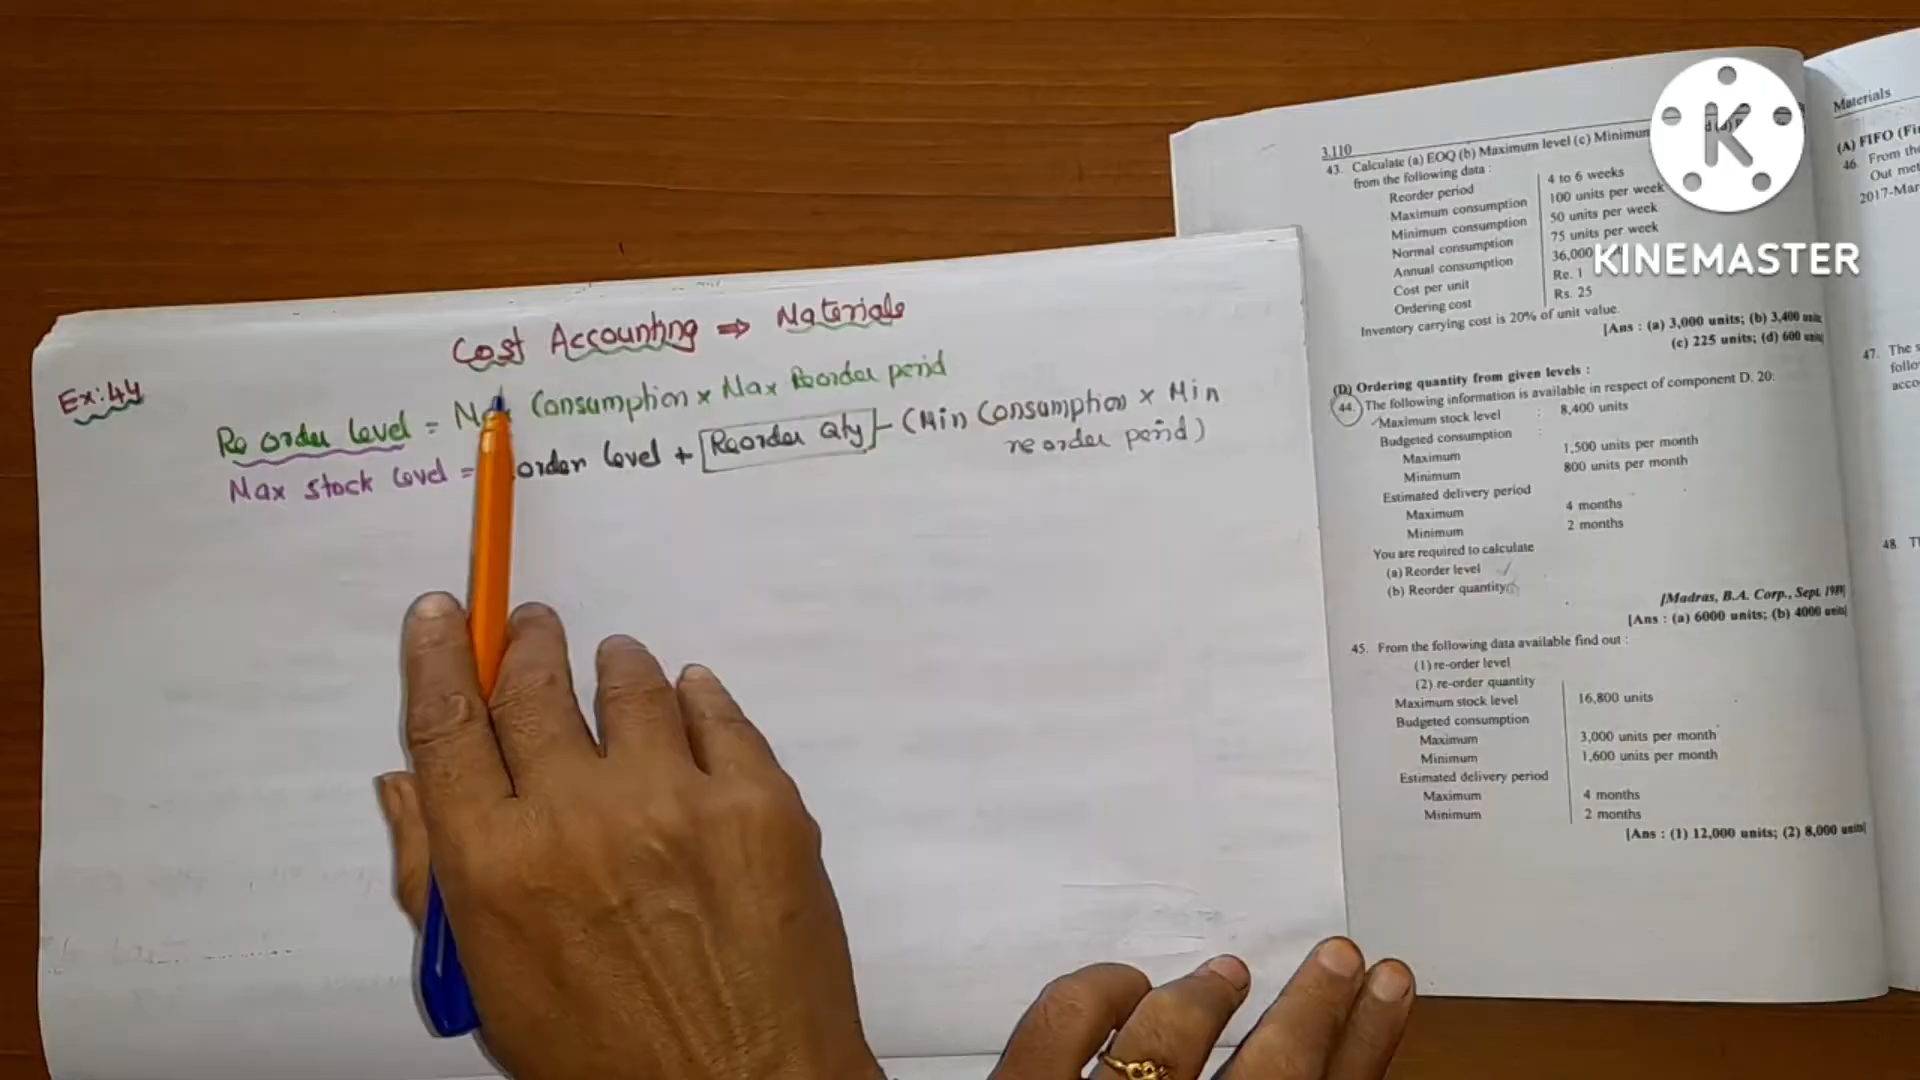 Cost Accounting ⇒ Materials
Ex:44
Re order level = Max Consumption × Max Reorder period
Max stock level = order level + Reorder Qty - (Min Consumption × Min
reorder period)
3.110
43. Calculate (a) EOQ (b) Maximum level (c) Minimum
from the following data :
Reorder period 4 to 6 weeks
Maximum consumption 100 units per week
Minimum consumption 50 units per week
Normal consumption 75 units per week
Annual consumption 36,000
Cost per unit Re. 1
Ordering cost Rs. 25
Inventory carrying cost is 20% of unit value.
[Ans : (a) 3,000 units; (b) 3,400 units
(c) 225 units; (d) 600 units]
(D) Ordering quantity from given levels :
44. The following information is available in respect of component D. 20:
Maximum stock level : 8,400 units
Budgeted consumption :
Maximum 1,500 units per month
Minimum 800 units per month
Estimated delivery period
Maximum 4 months
Minimum 2 months
You are required to calculate
(a) Reorder level
(b) Reorder quantity
[Madras, B.A. Corp., Sept.
[Ans : (a) 6000 units; (b) 4000 units]
45. From the following data available find out :
(1) re-order level
(2) re-order quantity
Maximum stock level 16,800 units
Budgeted consumption
Maximum 3,000 units per month
Minimum 1,600 units per month
Estimated delivery period
Maximum 4 months
Minimum 2 months
[Ans : (1) 12,000 units; (2) 8,000 units]
K
KINEMASTER
Materials
(A) FIFO
46. From the
Out
2017-Mar
47. The
48.